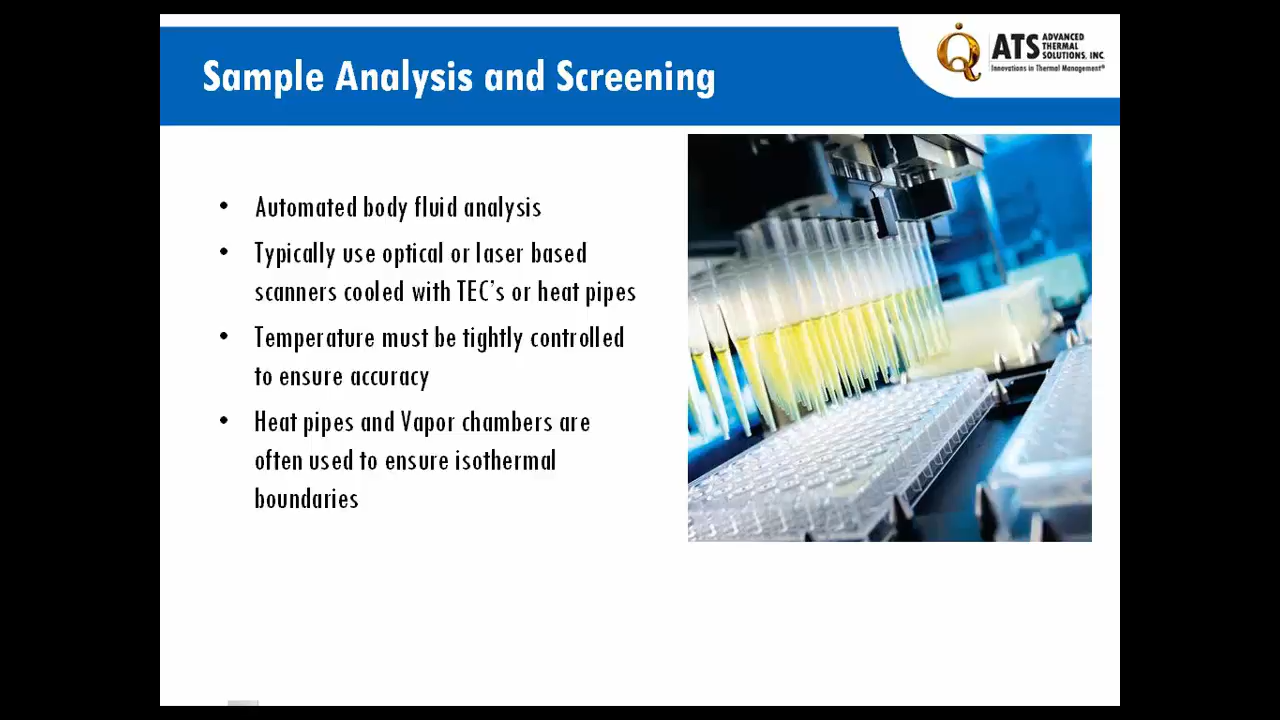 Sample Analysis and Screening
ATS ADVANCED
THERMAL
SOLUTIONS, INC.
Innovations in Thermal Management®
• Automated body fluid analysis
• Typically use optical or laser based
scanners cooled with TEC's or heat pipes
• Temperature must be tightly controlled
to ensure accuracy
• Heat pipes and Vapor chambers are
often used to ensure isothermal
boundaries